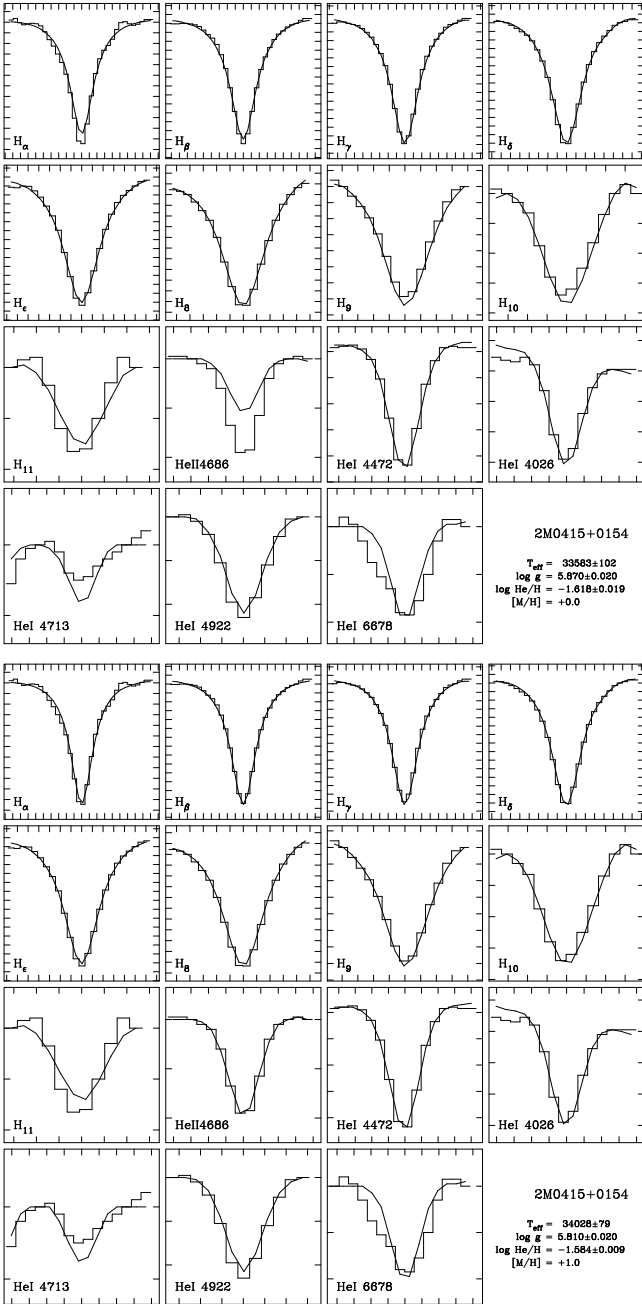 Hα Hβ Hγ Hδ
Hε H8 H9 H10
H11 HeII4686 HeI 4472 HeI 4026
2M0415+0154
Teff = 33583±102
log g = 5.870±0.020
log He/H = −1.618±0.019
[M/H] = +0.0
HeI 4713 HeI 4922 HeI 6678
Hα Hβ Hγ Hδ
Hε H8 H9 H10
H11 HeII4686 HeI 4472 HeI 4026
2M0415+0154
Teff = 34028±79
log g = 5.810±0.020
log He/H = −1.584±0.009
[M/H] = +1.0
HeI 4713 HeI 4922 HeI 6678